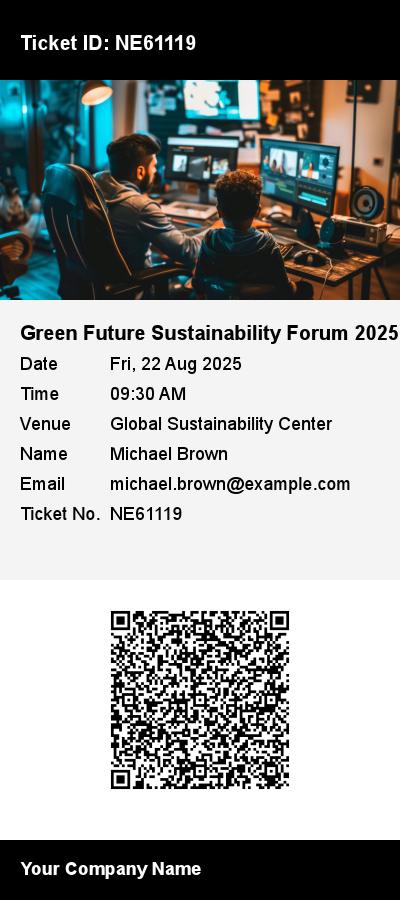 Ticket ID: NE61119
Green Future Sustainability Forum 2025
Date Fri, 22 Aug 2025
Time 09:30 AM
Venue Global Sustainability Center
Name Michael Brown
Email michael.brown@example.com
Ticket No. NE61119
Your Company Name